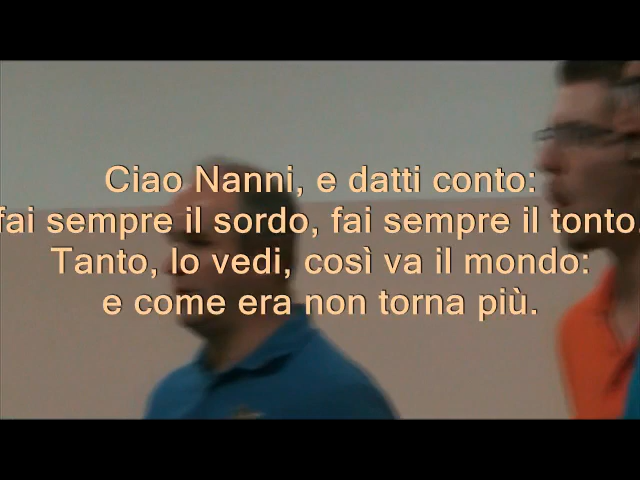 Ciao Nanni, e datti conto:
fai sempre il sordo, fai sempre il tonto.
Tanto, lo vedi, così va il mondo:
e come era non torna più.